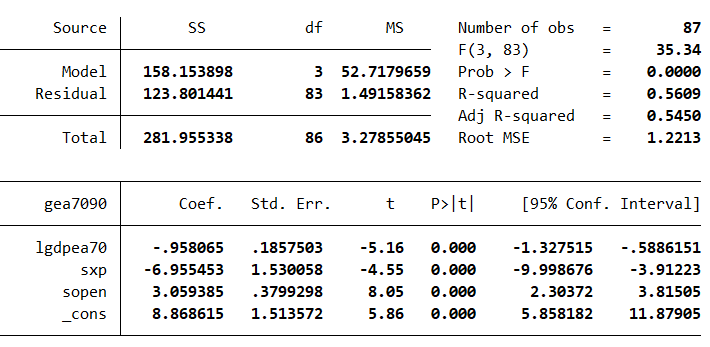 Source SS df MS Number of obs = 87
F(3, 83) = 35.34
Model 158.153898 3 52.7179659 Prob > F = 0.0000
Residual 123.801441 83 1.49158362 R-squared = 0.5609
Adj R-squared = 0.5450
Total 281.955338 86 3.27855045 Root MSE = 1.2213
gea7090 Coef. Std. Err. t P>|t| [95% Conf. Interval]
lgdpea70 -.958065 .1857503 -5.16 0.000 -1.327515 -.5886151
sxp -6.955453 1.530058 -4.55 0.000 -9.998676 -3.91223
sopen 3.059385 .3799298 8.05 0.000 2.30372 3.81505
_cons 8.868615 1.513572 5.86 0.000 5.858182 11.87905